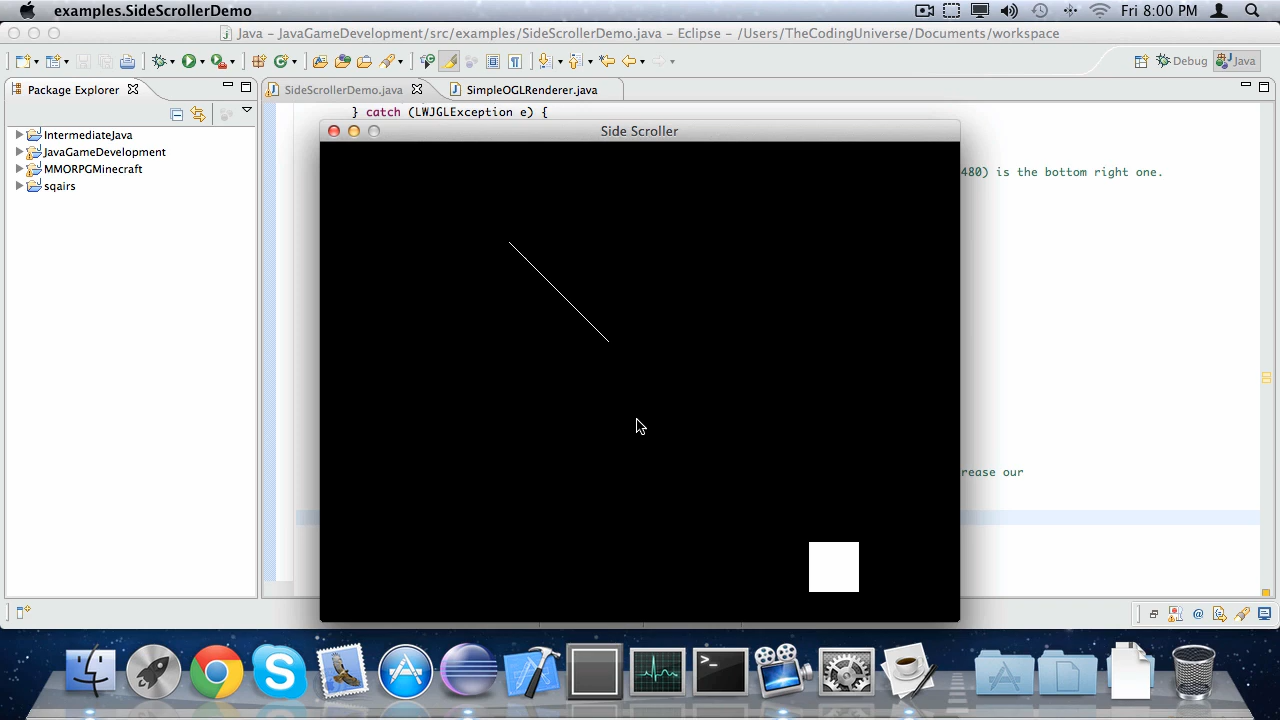 examples.SideScrollerDemo
Fri 8:00 PM
Java – JavaGameDevelopment/src/examples/SideScrollerDemo.java – Eclipse – /Users/TheCodingUniverse/Documents/workspace
Debug
Java
Package Explorer
SideScrollerDemo.java
SimpleOGLRenderer.java
} catch (LWJGLException e) {
Side Scroller
IntermediateJava
JavaGameDevelopment
MMORPGMinecraft
sqairs
480) is the bottom right one.
rease our